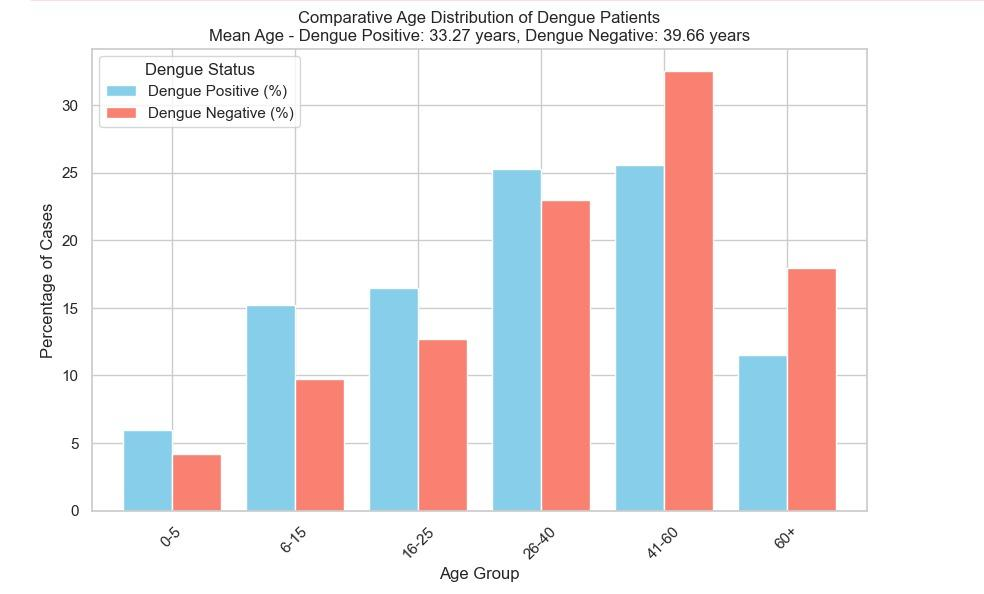 Comparative Age Distribution of Dengue Patients
Mean Age - Dengue Positive: 33.27 years, Dengue Negative: 39.66 years
Dengue Status
Dengue Positive (%)
Dengue Negative (%)
Percentage of Cases
30
25
20
15
10
5
0
0-5
6-15
16-25
26-40
41-60
60+
Age Group